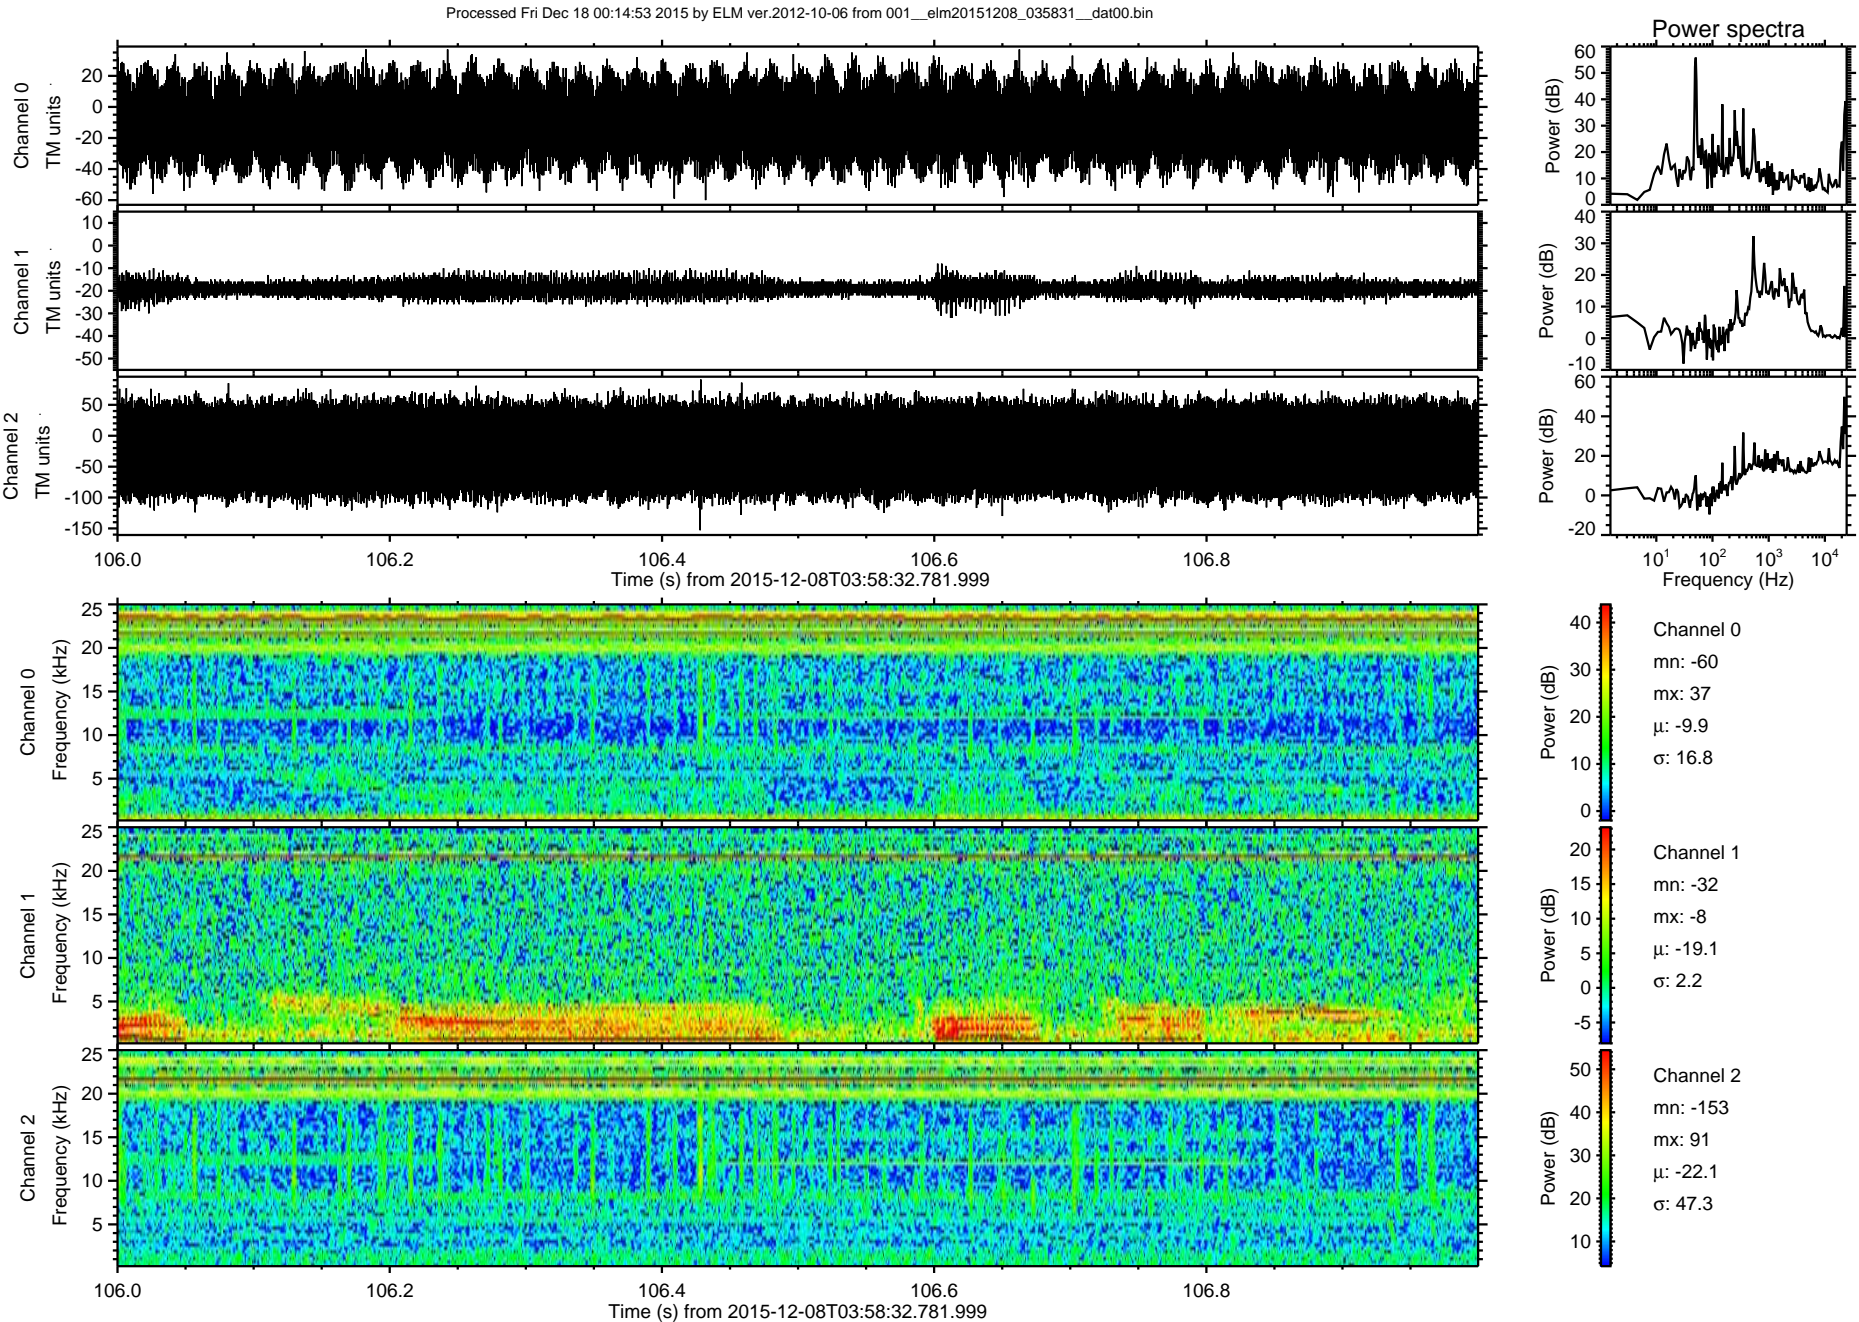 Processed Fri Dec 18 00:14:53 2015 by ELM ver.2012-10-06 from 001__elm20151208_035831__dat00.bin
Power spectra
Channel 0
TM units
20
0
-20
-40
-60
Power (dB)
60
50
40
30
20
10
0
Channel 1
TM units
10
0
-10
-20
-30
-40
-50
Power (dB)
40
30
20
10
0
-10
Channel 2
TM units
50
0
-50
-100
-150
Power (dB)
60
40
20
0
-20
106.0 106.2 106.4 106.6 106.8
Time (s) from 2015-12-08T03:58:32.781.999
10¹ 10² 10³ 10⁴
Frequency (Hz)
Channel 0
Frequency (kHz)
25
20
15
10
5
Power (dB)
40
30
20
10
0
Channel 0
mn: -60
mx: 37
μ: -9.9
σ: 16.8
Channel 1
Frequency (kHz)
25
20
15
10
5
Power (dB)
20
15
10
5
0
-5
Channel 1
mn: -32
mx: -8
μ: -19.1
σ: 2.2
Channel 2
Frequency (kHz)
25
20
15
10
5
Power (dB)
50
40
30
20
10
Channel 2
mn: -153
mx: 91
μ: -22.1
σ: 47.3
106.0 106.2 106.4 106.6 106.8
Time (s) from 2015-12-08T03:58:32.781.999